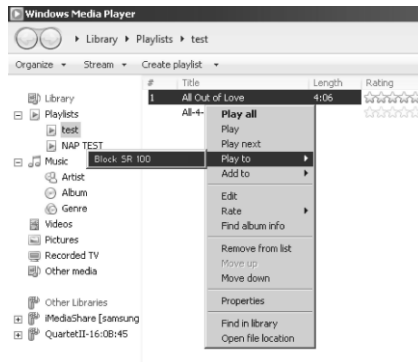 Windows Media Player
Library Playlists test
Organize Stream Create playlist
# Title Length Rating
Library
1 All Out of Love 4:06
Playlists
All-4-
test
NAP TEST
Music
Artist
Album
Genre
Videos
Pictures
Recorded TV
Other media
Other Libraries
iMediaShare [samsung
QuartetII-16:0B:45
Block SR 100
Play all
Play
Play next
Play to
Add to
Edit
Rate
Find album info
Remove from list
Move up
Move down
Properties
Find in library
Open file location